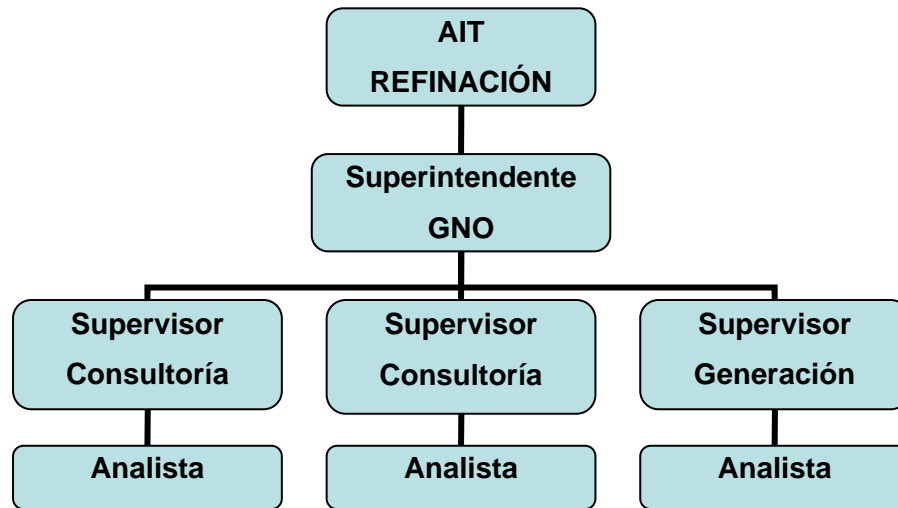 AIT
REFINACIÓN
Superintendente
GNO
Supervisor
Consultoría
Supervisor
Consultoría
Supervisor
Generación
Analista
Analista
Analista